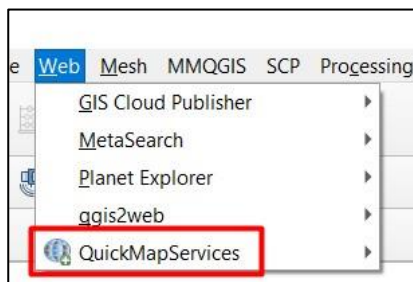 e Web Mesh MMQGIS SCP Processing
GIS Cloud Publisher
MetaSearch
Planet Explorer
qgis2web
QuickMapServices